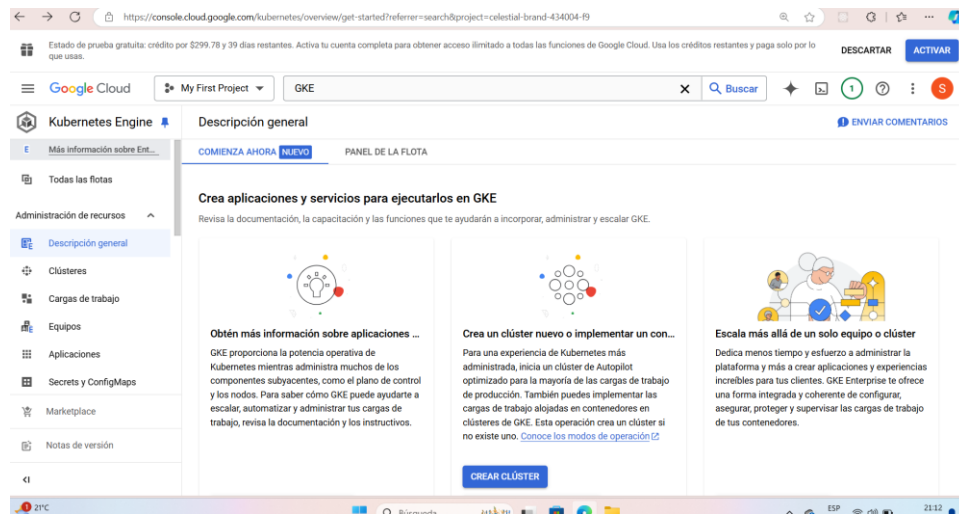 https://console.cloud.google.com/kubernetes/overview/get-started?referrer=search&project=celestial-brand-434004-f9
Estado de prueba gratuita: crédito por $299.78 y 39 días restantes. Activa tu cuenta completa para obtener acceso ilimitado a todas las funciones de Google Cloud. Usa los créditos restantes y paga solo por lo
que usas.
DESCARTAR
ACTIVAR
Google Cloud
My First Project
GKE
Buscar
1
S
Kubernetes Engine
Descripción general
ENVIAR COMENTARIOS
E
Más información sobre Ent...
Todas las flotas
Administración de recursos
Descripción general
Clústeres
Cargas de trabajo
Equipos
Aplicaciones
Secrets y ConfigMaps
Marketplace
Notas de versión
COMIENZA AHORA NUEVO
PANEL DE LA FLOTA
Crea aplicaciones y servicios para ejecutarlos en GKE
Revisa la documentación, la capacitación y las funciones que te ayudarán a incorporar, administrar y escalar GKE.
Obtén más información sobre aplicaciones ...
GKE proporciona la potencia operativa de
Kubernetes mientras administra muchos de los
componentes subyacentes, como el plano de control
y los nodos. Para saber cómo GKE puede ayudarte a
escalar, automatizar y administrar tus cargas de
trabajo, revisa la documentación y los instructivos.
Crea un clúster nuevo o implementar un con...
Para una experiencia de Kubernetes más
administrada, inicia un clúster de Autopilot
optimizado para la mayoría de las cargas de trabajo
de producción. También puedes implementar las
cargas de trabajo alojadas en contenedores en
clústeres de GKE. Esta operación crea un clúster si
no existe uno. Conoce los modos de operación
CREAR CLÚSTER
Escala más allá de un solo equipo o clúster
Dedica menos tiempo y esfuerzo a administrar la
plataforma y más a crear aplicaciones y experiencias
increíbles para tus clientes. GKE Enterprise te ofrece
una forma integrada y coherente de configurar,
asegurar, proteger y supervisar las cargas de trabajo
de tus contenedores.
1
21°C
Búsqueda
ESP
21:12